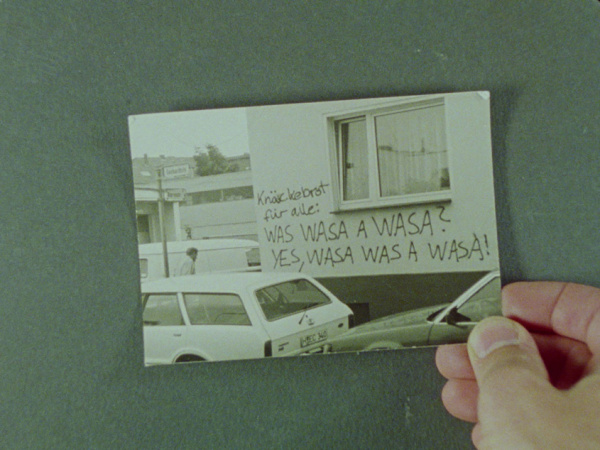 Knäckebrot
für alle:
WAS WASA A WASA?
YES, WASA WAS A WASA!